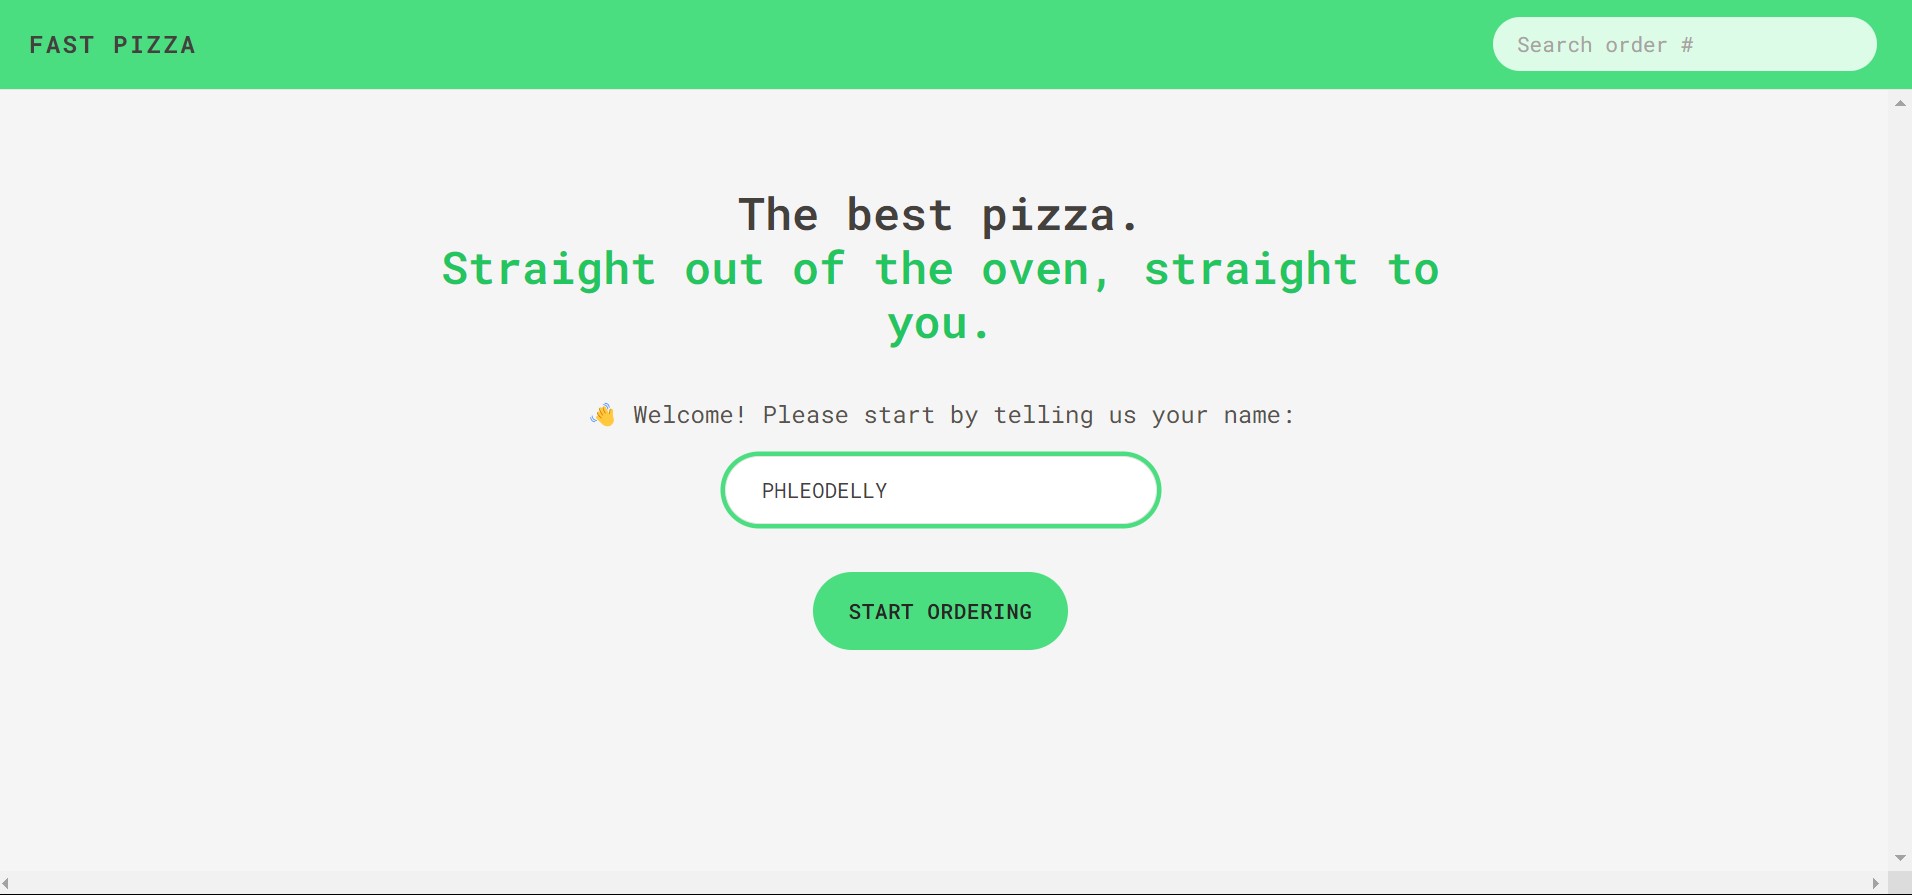 FAST PIZZA
Search order #
The best pizza.
Straight out of the oven, straight to
you.
👋 Welcome! Please start by telling us your name:
PHLEODELLY
START ORDERING